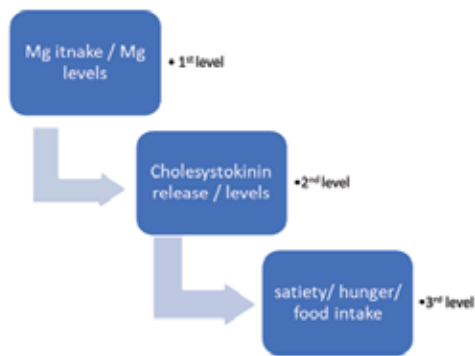 Mg itnake / Mg
levels
• 1st level
Cholesystokinin
release / levels
•2nd level
satiety/ hunger/
food intake
•3rd level